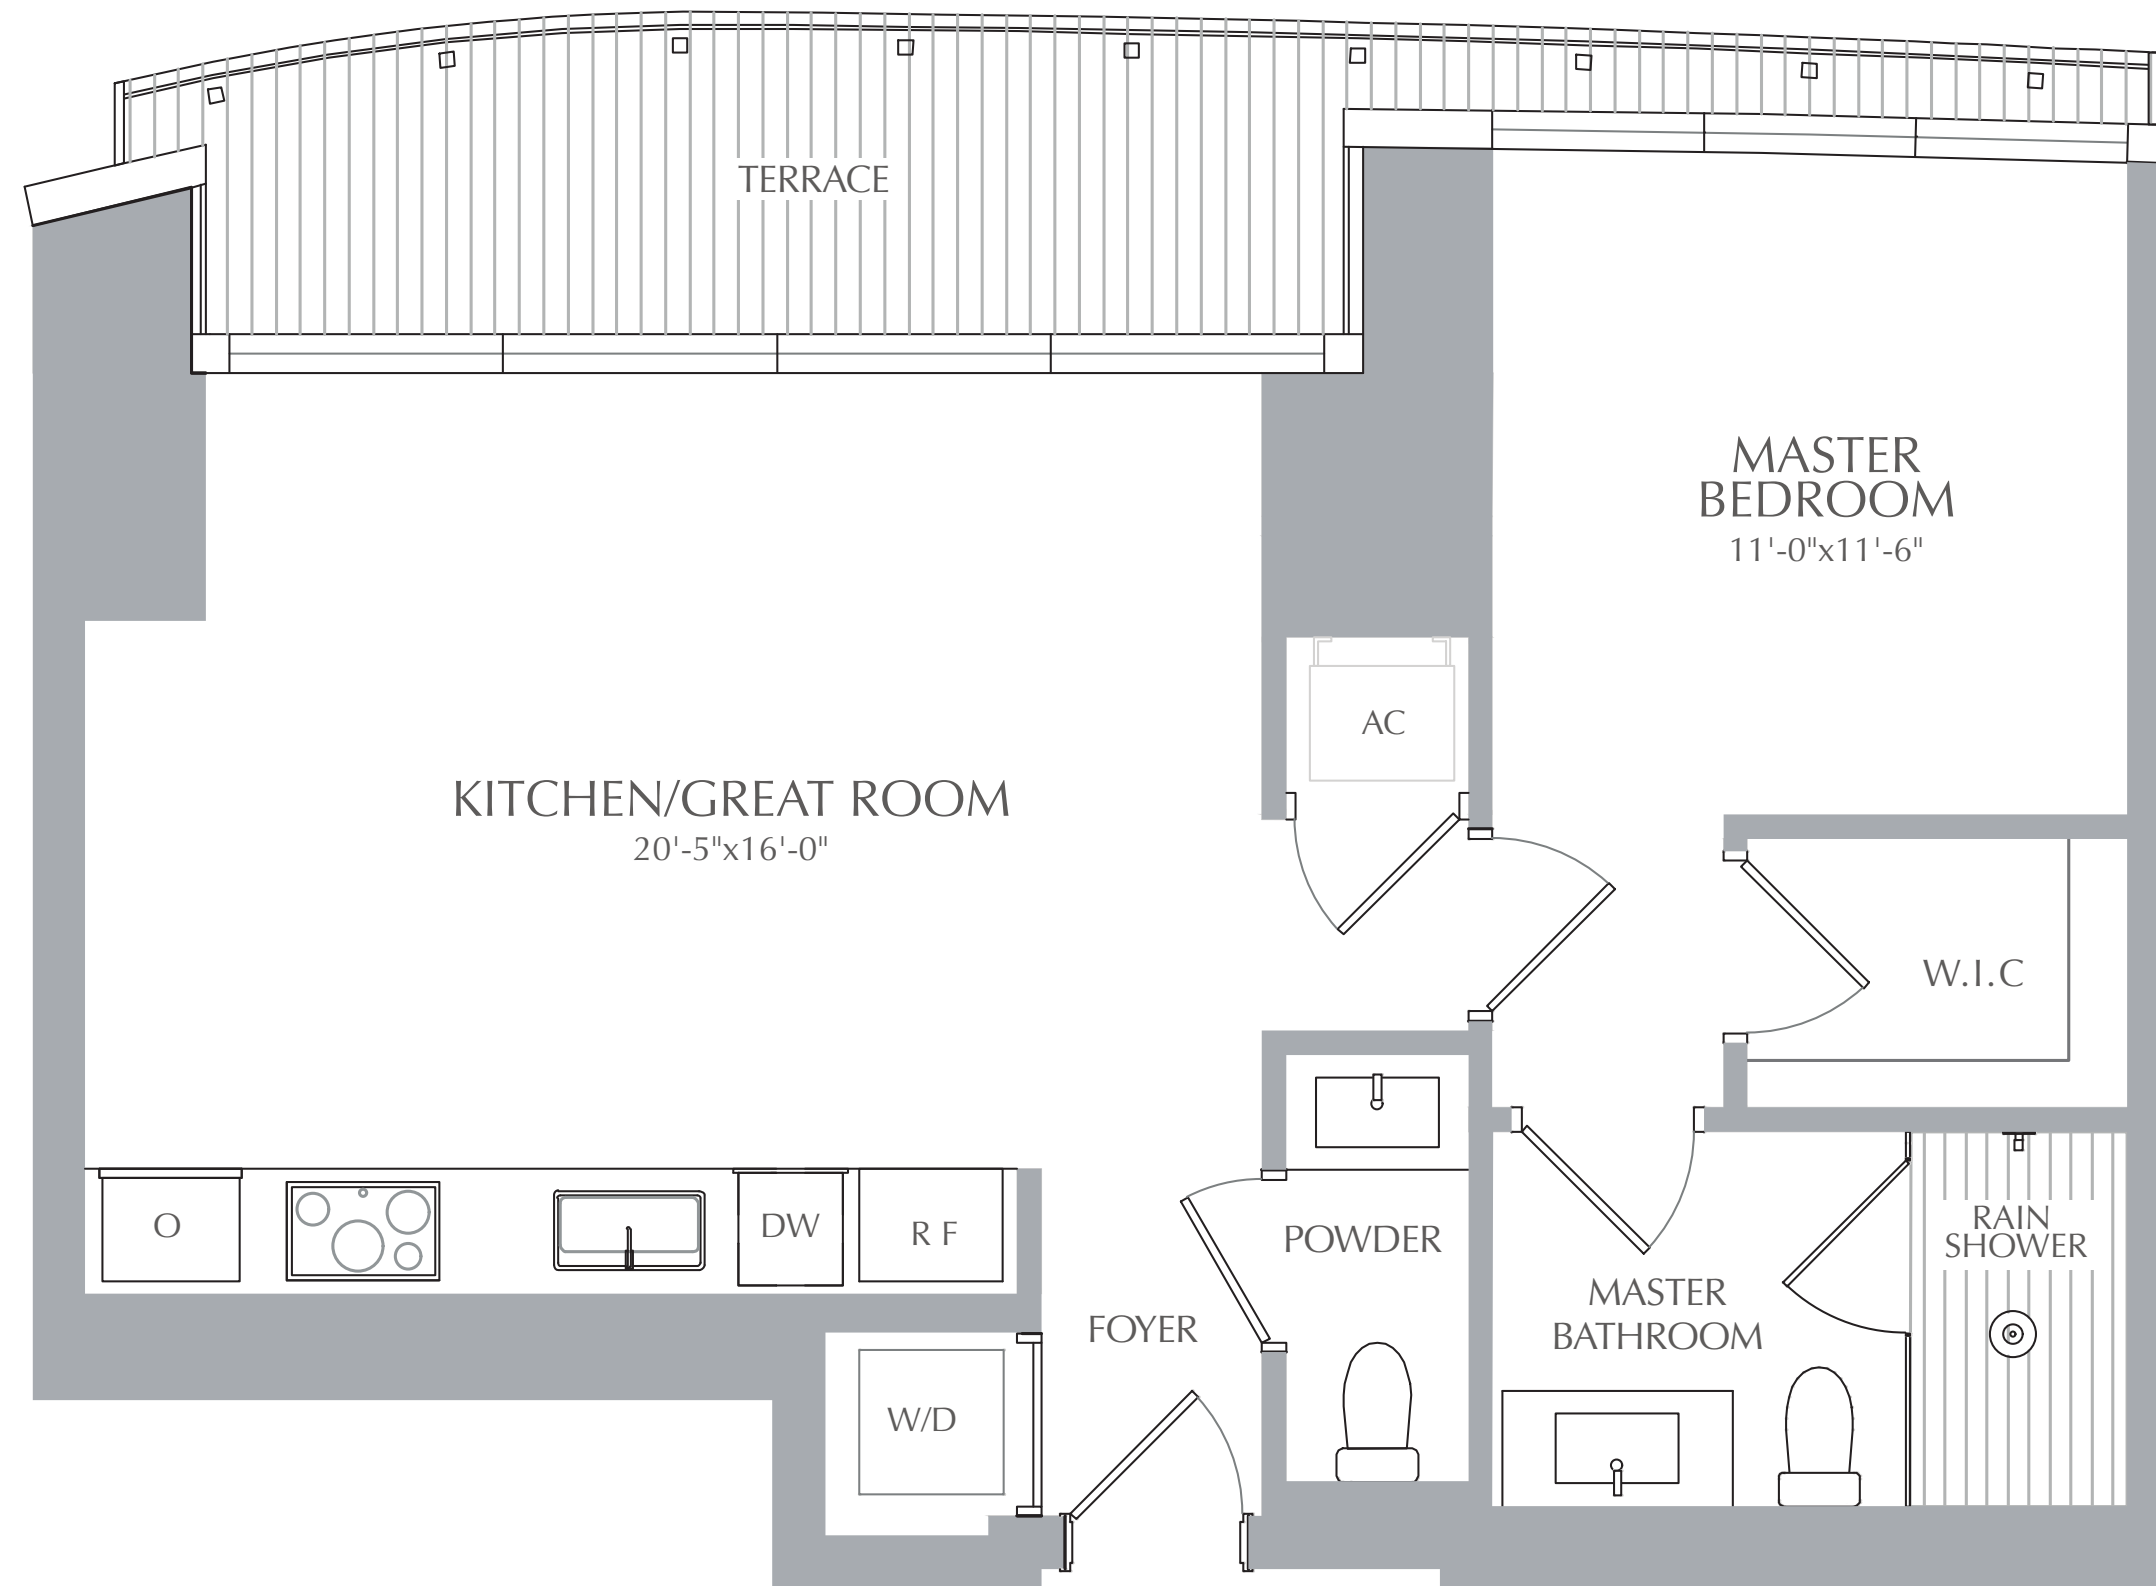 TERRACE
MASTER
BEDROOM
11'-0"x11'-6"
AC
KITCHEN/GREAT ROOM
20'-5"x16'-0"
W.I.C
O
DW
R F
POWDER
RAIN
SHOWER
FOYER
MASTER
BATHROOM
W/D